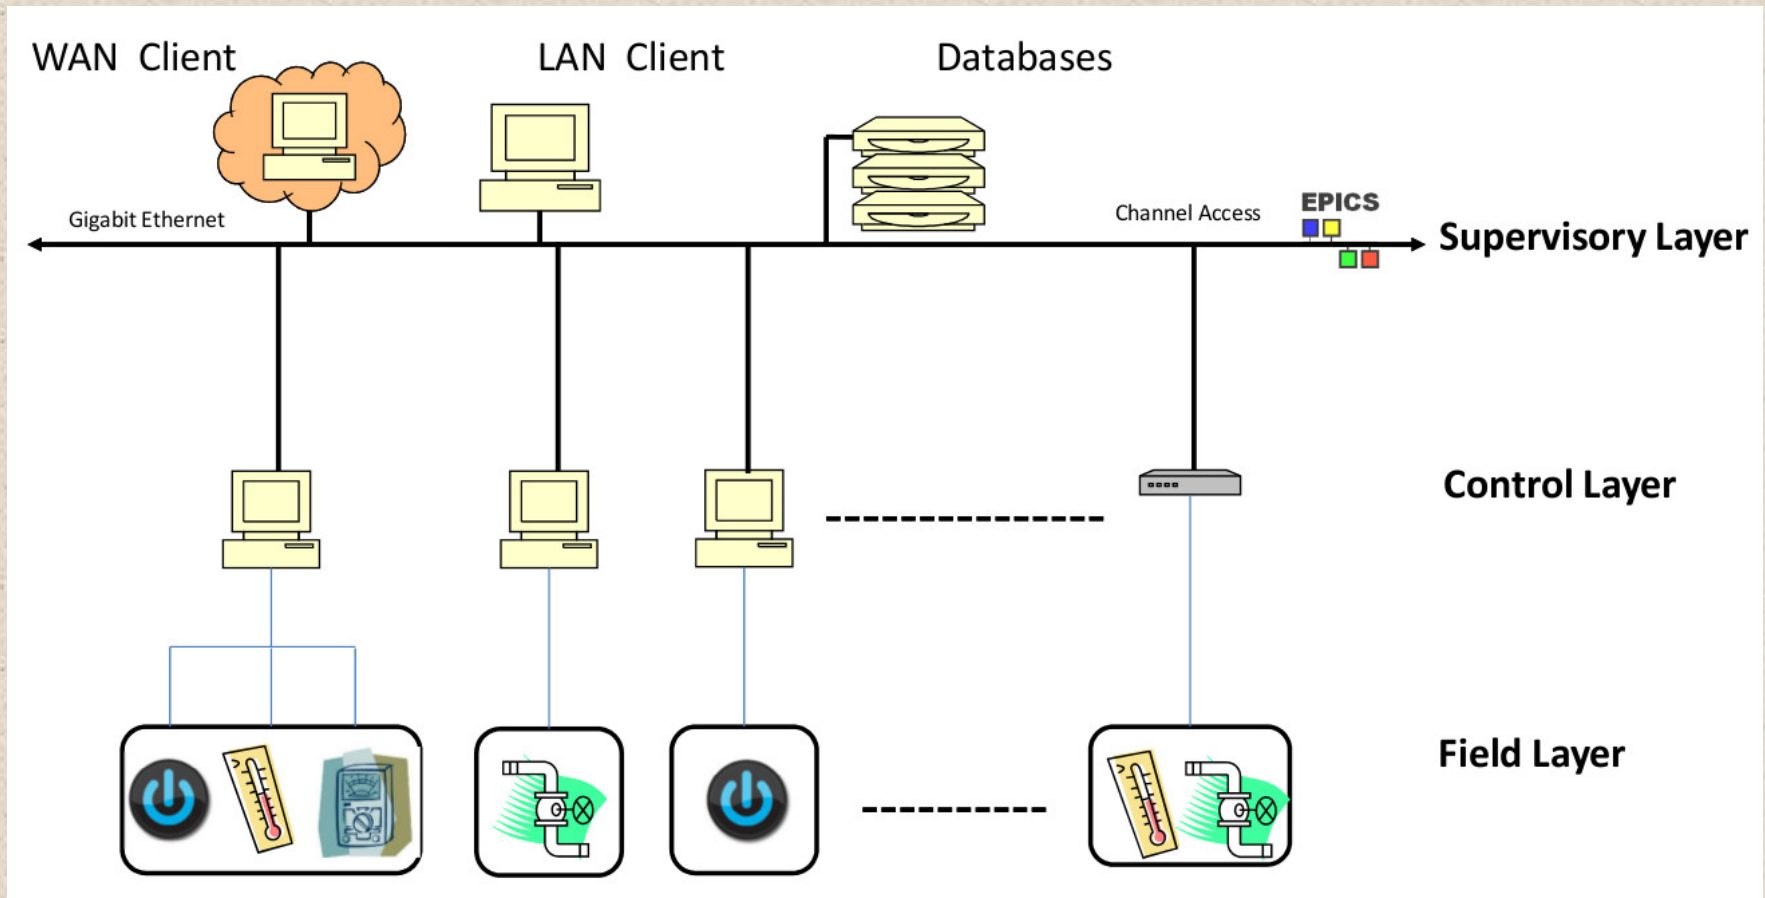 WAN Client
LAN Client
Databases
Gigabit Ethernet
Channel Access
EPICS
Supervisory Layer
Control Layer
Field Layer